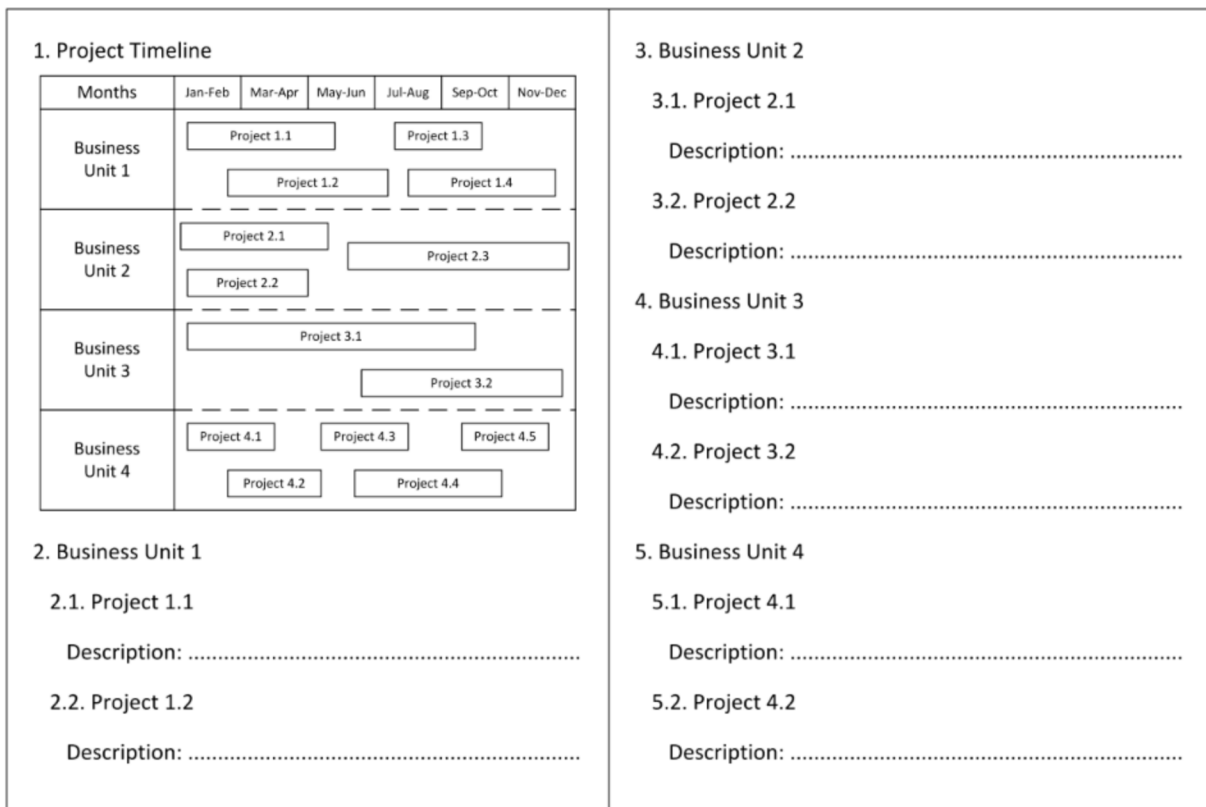 1. Project Timeline
Months Jan-Feb Mar-Apr May-Jun Jul-Aug Sep-Oct Nov-Dec
Business
Unit 1
Project 1.1 Project 1.3
Project 1.2 Project 1.4
Business
Unit 2
Project 2.1
Project 2.3
Project 2.2
Business
Unit 3
Project 3.1
Project 3.2
Business
Unit 4
Project 4.1 Project 4.3 Project 4.5
Project 4.2 Project 4.4
2. Business Unit 1
2.1. Project 1.1
Description: ....................................................................
2.2. Project 1.2
Description: ....................................................................
3. Business Unit 2
3.1. Project 2.1
Description: ....................................................................
3.2. Project 2.2
Description: ....................................................................
4. Business Unit 3
4.1. Project 3.1
Description: ....................................................................
4.2. Project 3.2
Description: ....................................................................
5. Business Unit 4
5.1. Project 4.1
Description: ....................................................................
5.2. Project 4.2
Description: ....................................................................